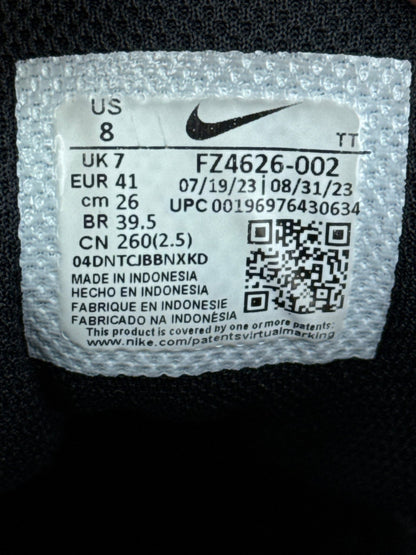 US
8
TT
UK 7
FZ4626-002
EUR 41
07/19/23 | 08/31/23
cm 26
UPC 00196976430634
BR 39.5
CN 260(2.5)
04DNTCJBBNXKD
MADE IN INDONESIA
HECHO EN INDONESIA
FABRIQUE EN INDONESIE
FABRICADO NA INDONÈSIA
This product is covered by one or more patents:
www.nike.com/patentsvirtualmarking